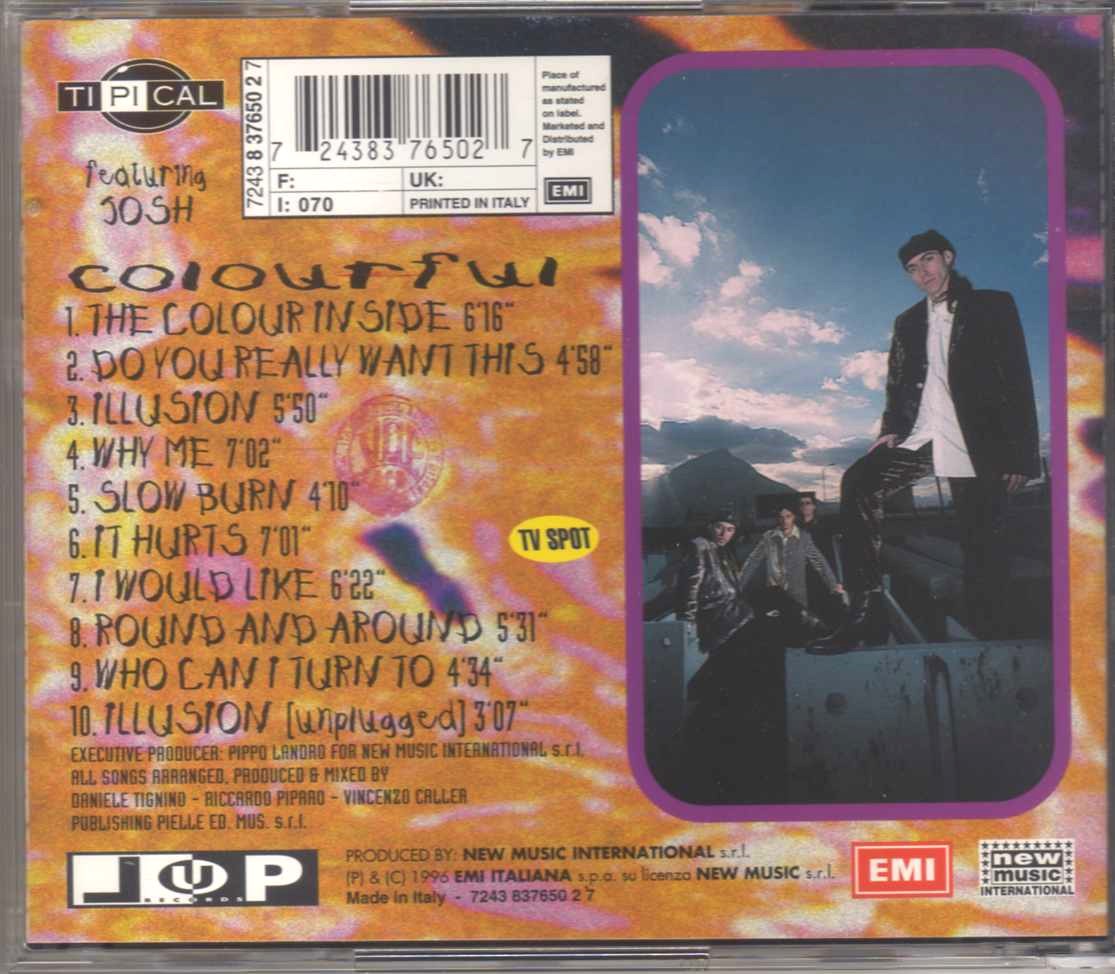 TIPICAL
featuring
JOSH
7243 8 37650 2 7
7 24383 76502 7
F:
UK:
I: 070
PRINTED IN ITALY
Place of
manufactured
as stated
on label.
Marketed and
Distributed
by EMI
EMI
colourful
1. THE COLOUR INSIDE 6'16"
2. DO YOU REALLY WANT THIS 4'58"
3. ILLUSION 5'50"
4. WHY ME 7'02"
5. SLOW BURN 4'10"
6. IT HURTS 7'01"
7. I WOULD LIKE 6'22"
8. ROUND AND AROUND 5'31"
9. WHO CAN I TURN TO 4'34"
10. ILLUSION [unplugged] 3'07"
TV SPOT
EXECUTIVE PRODUCER: PIPPO LANDRO FOR NEW MUSIC INTERNATIONAL s.r.l.
ALL SONGS ARRANGED, PRODUCED & MIXED BY
DANIELE TIGNINO - RICCARDO PIPARO - VINCENZO CALLEA
PUBLISHING PIELLE ED. MUS. s.r.l.
UP
RECORDS
PRODUCED BY: NEW MUSIC INTERNATIONAL s.r.l.
(P) & (C) 1996 EMI ITALIANA s.p.a. su licenza NEW MUSIC s.r.l.
Made in Italy - 7243 837650 2 7
EMI
new
music
INTERNATIONAL